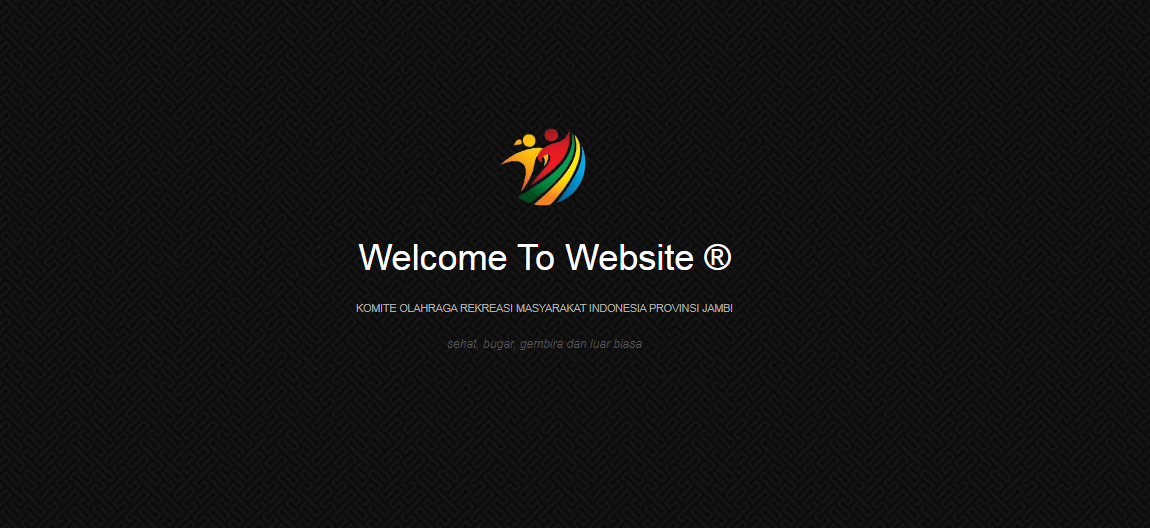 Welcome To Website ®
KOMITE OLAHRAGA REKREASI MASYARAKAT INDONESIA PROVINSI JAMBI
sehat, bugar, gembira dan luar biasa